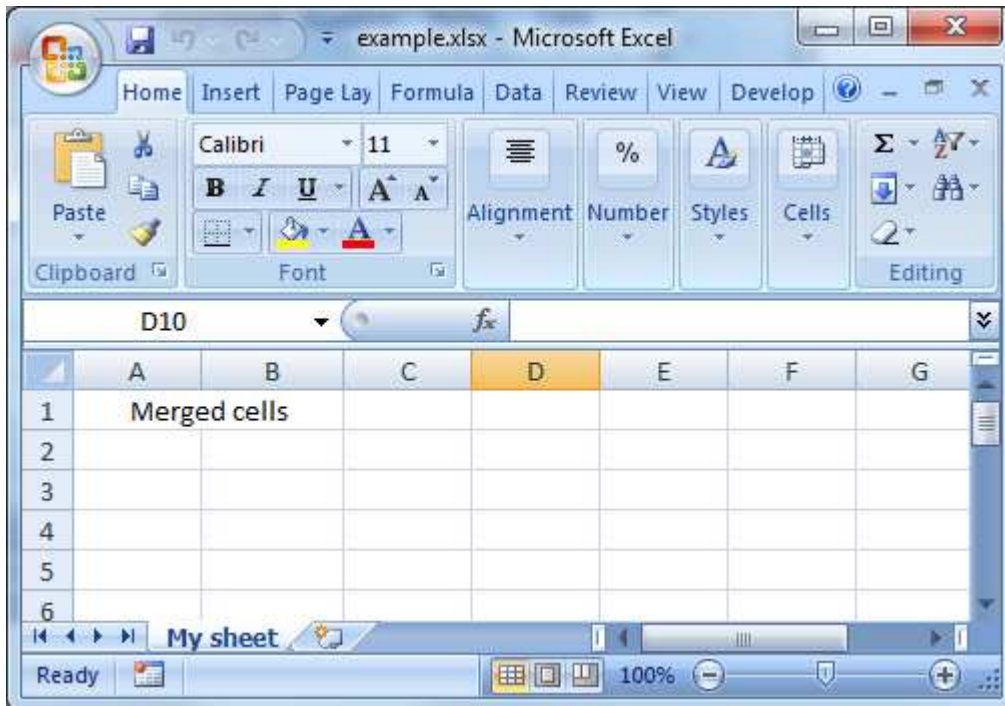 example.xlsx - Microsoft Excel
Home Insert Page Lay Formula Data Review View Develop
Calibri 11
Paste
B I U A A
Alignment Number Styles Cells
%
Σ
A
Z
A
Clipboard Font Editing
D10 fx
A B C D E F G
1 Merged cells
2
3
4
5
6
My sheet
Ready 100%